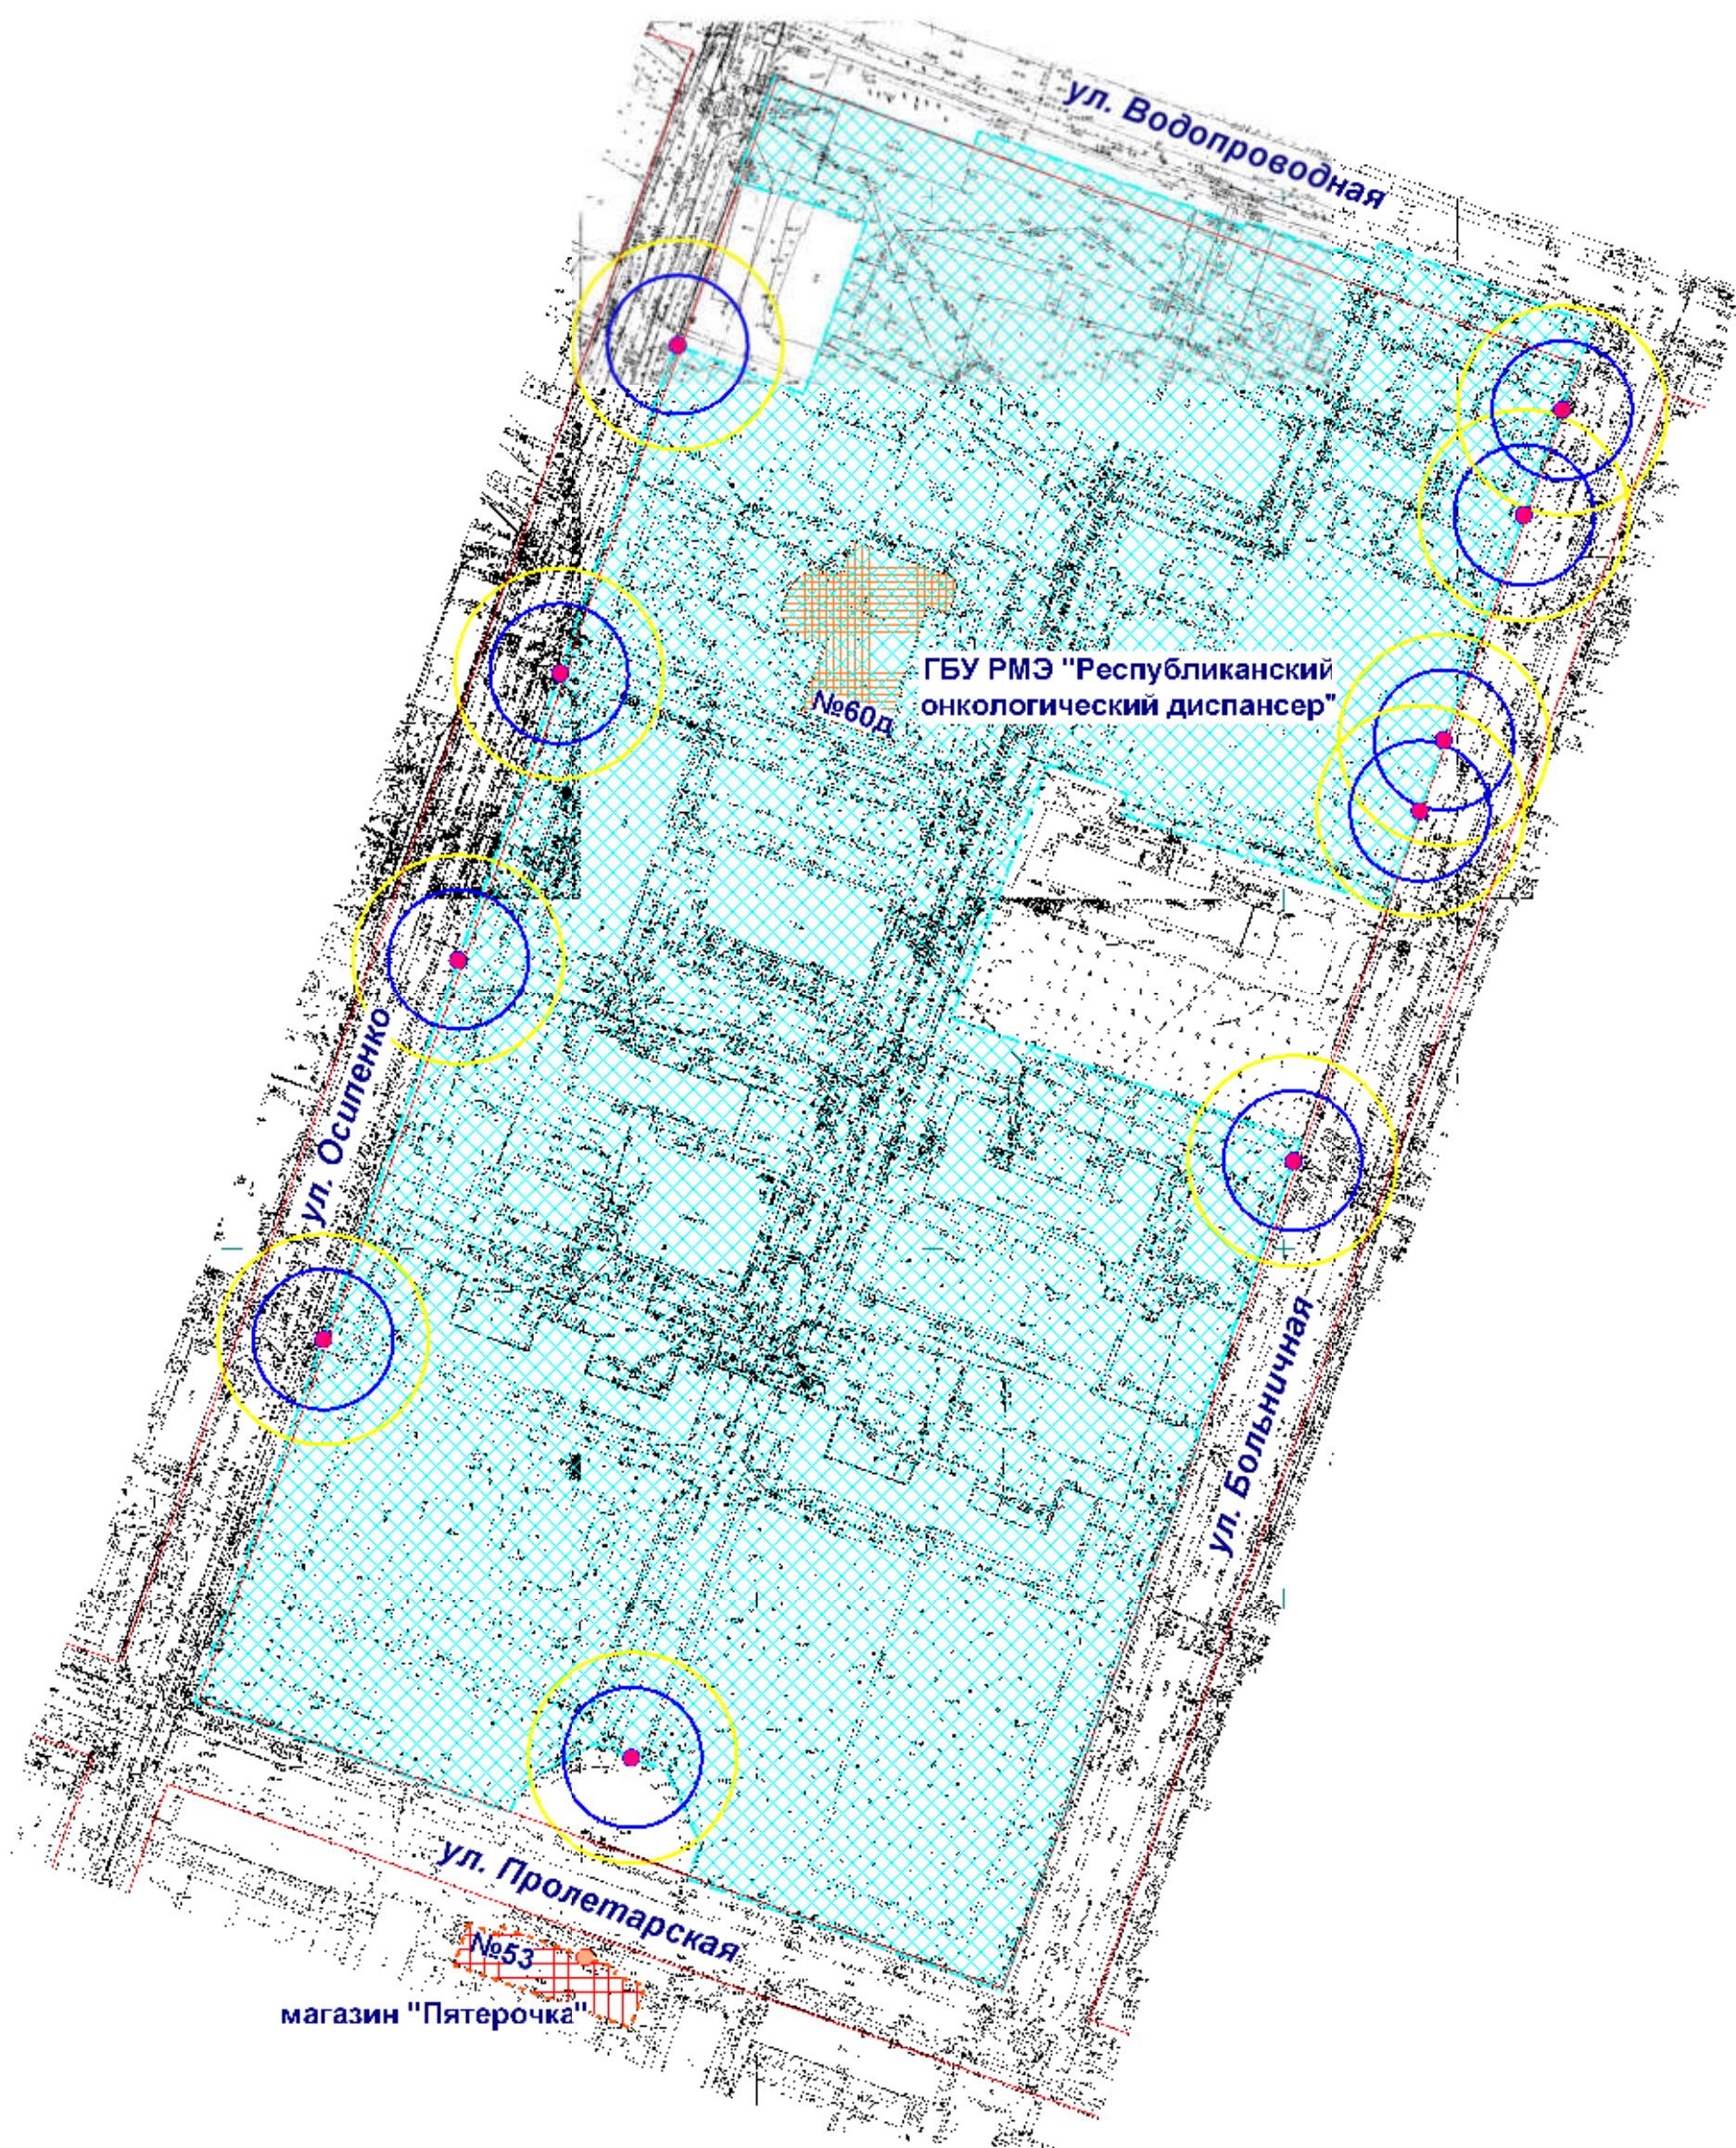 ул. Водопроводная
ГБУ РМЭ "Республиканский
онкологический диспансер"
№60д
ул. Осипенко
ул. Больничная
ул. Пролетарская
№53
магазин "Пятерочка"